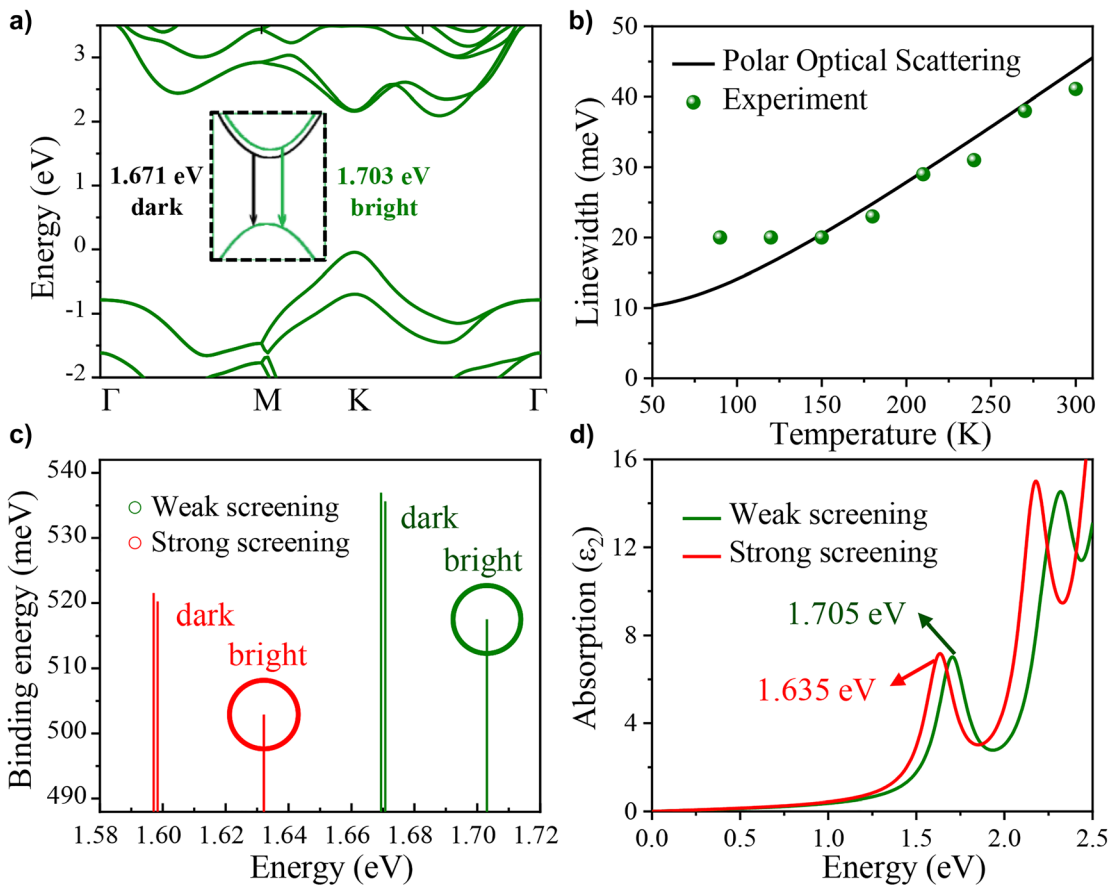 a)
Energy (eV)
3
2
1
0
-1
-2
1.671 eV
dark
1.703 eV
bright
Γ
M
K
Γ
b)
Linewidth (meV)
50
40
30
20
10
0
Polar Optical Scattering
Experiment
50
100
150
200
250
300
Temperature (K)
c)
Binding energy (meV)
540
530
520
510
500
490
Weak screening
Strong screening
dark
bright
dark
bright
1.58
1.60
1.62
1.64
1.66
1.68
1.70
1.72
Energy (eV)
d)
Absorption (ε₂)
16
12
8
4
0
Weak screening
Strong screening
1.705 eV
1.635 eV
0.0
0.5
1.0
1.5
2.0
2.5
Energy (eV)